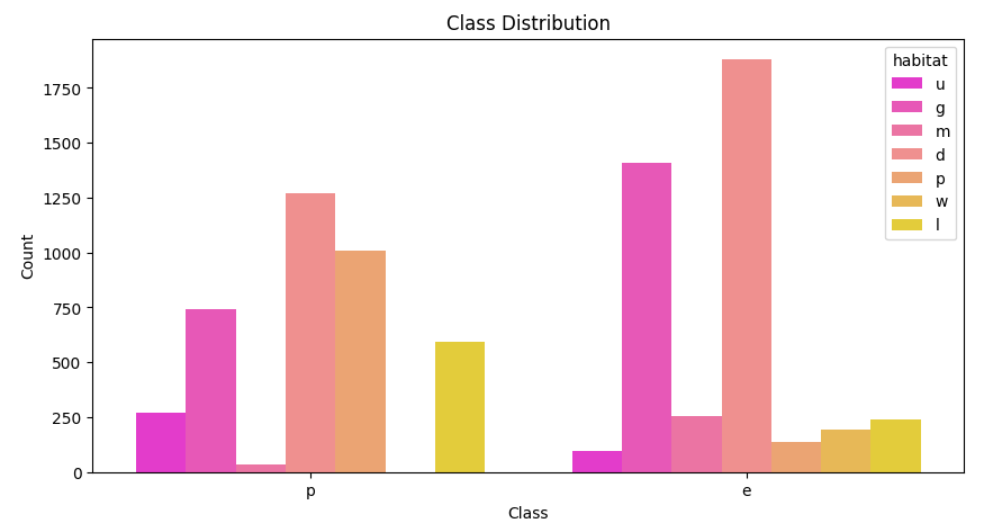 Class Distribution
Count
1750
1500
1250
1000
750
500
250
0
p
e
Class
habitat
u
g
m
d
p
w
l